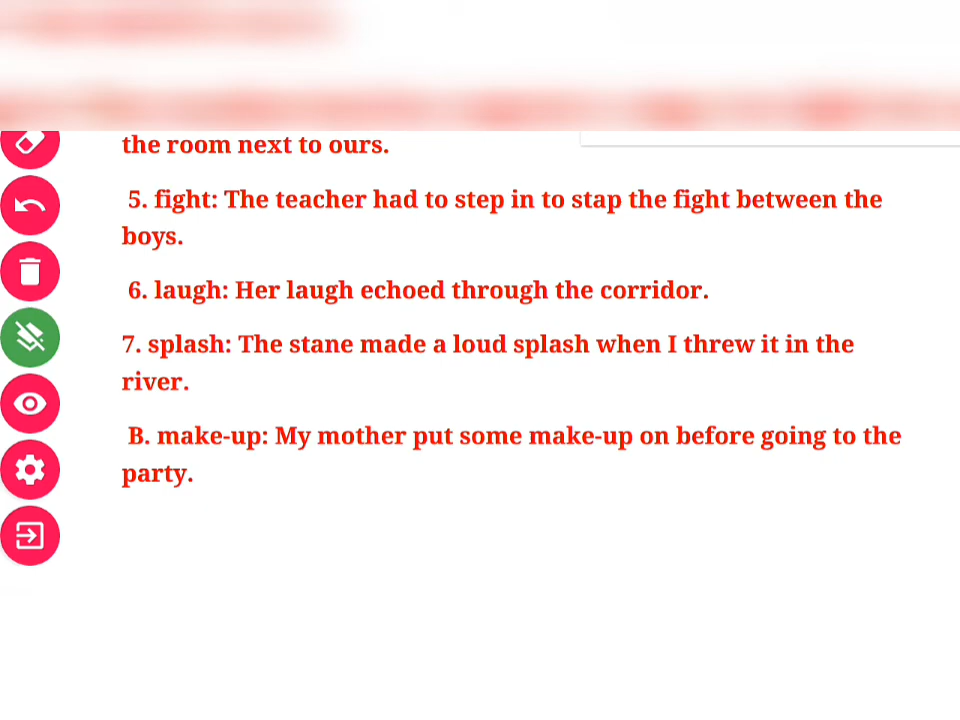 the room next to ours.
5. fight: The teacher had to step in to stap the fight between the
boys.
6. laugh: Her laugh echoed through the corridor.
7. splash: The stane made a loud splash when I threw it in the
river.
B. make-up: My mother put some make-up on before going to the
party.